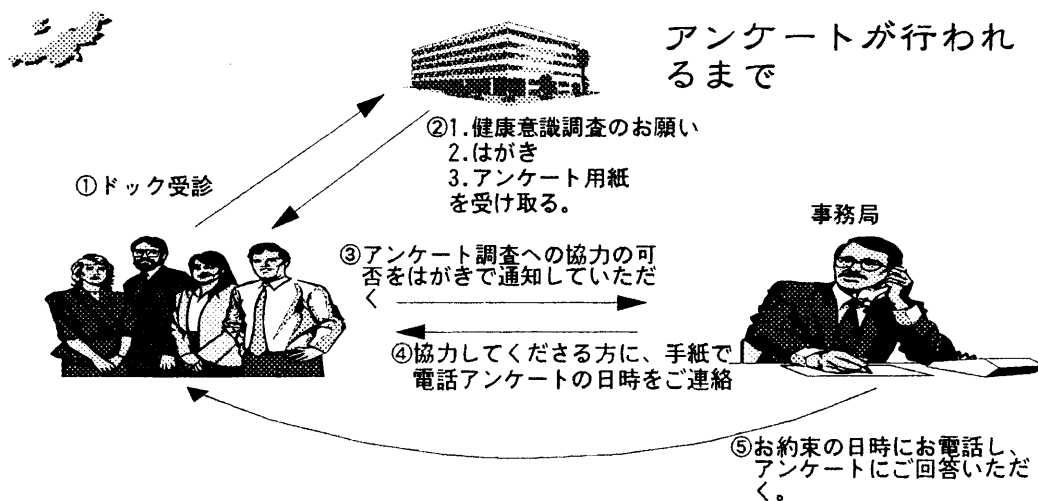 アンケートが行われ
るまで
②1.健康意識調査のお願い
2.はがき
3.アンケート用紙
を受け取る。
①ドック受診
事務局
③アンケート調査への協力の可
否をはがきで通知していただ
く
④協力してくださる方に、手紙で
電話アンケートの日時をご連絡
⑤お約束の日時にお電話し、
アンケートにご回答いただ
く。